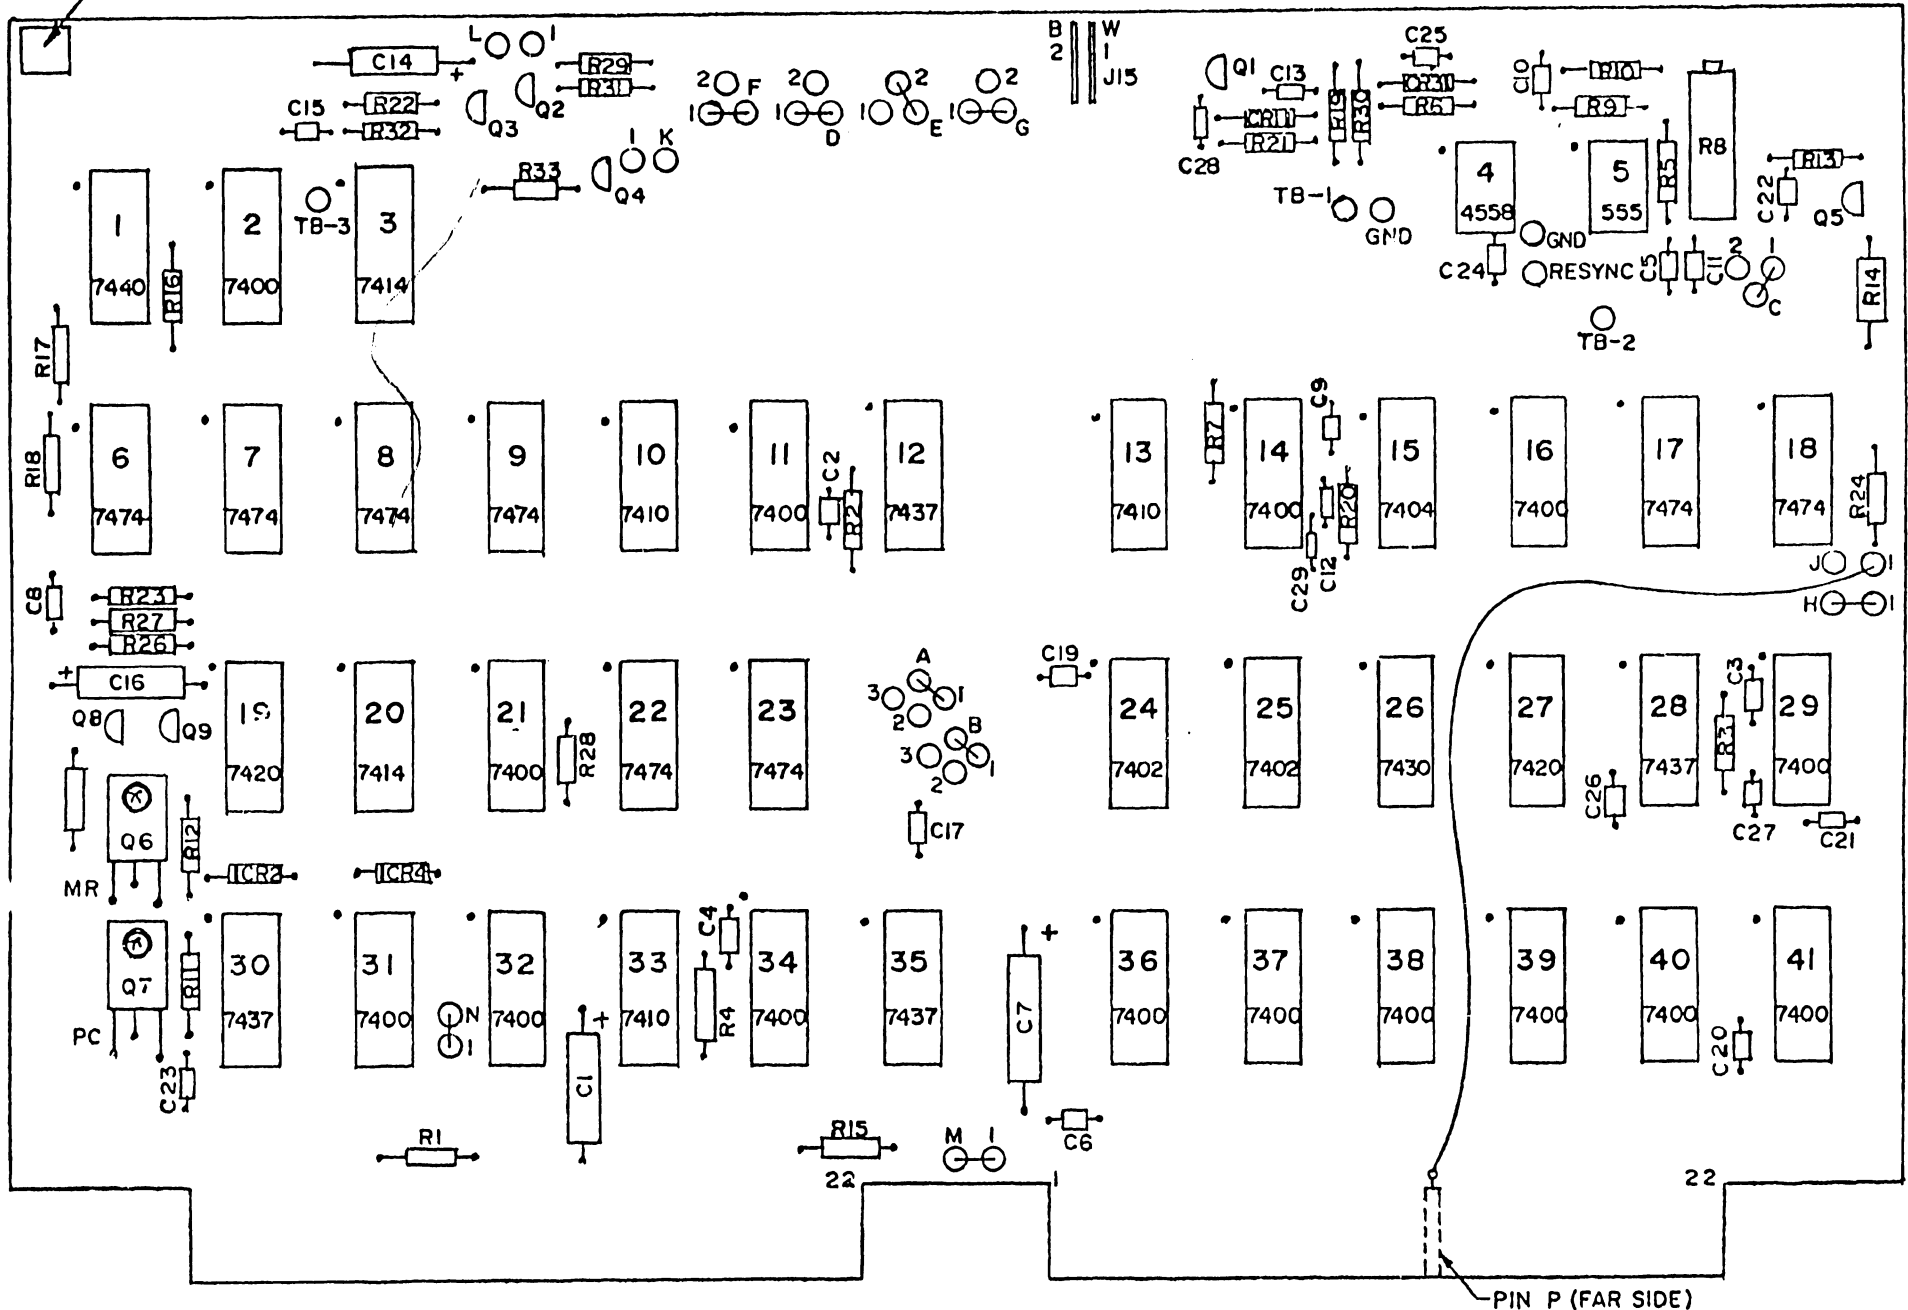 L 1
C14 +
R29
R31
B W
2 1
J15
C25
C15
R22
R32
Q3
Q2
2 F
1
2
1 D
2
1 E
2
1 G
Q1
C13
CR11
R21
C28
R19
R30
CR31
R6
C10
R10
R9
R8
R5
R13
C22
Q5
1 K
R33
Q4
TB-3
TB-1
GND
GND
RESYNC
C24
C5
C11
2 1
C
TB-2
R14
1
7440
R16
2
7400
3
7414
4
4558
5
555
R17
R18
6
7474
7
7474
8
7474
9
7474
10
7410
11
7400
C2
R2
12
7437
13
7410
R7
14
7400
C9
C29
C12
R20
15
7404
16
7400
17
7474
18
7474
R24
J 1
H 1
C8
R23
R27
R26
+
C16
Q8
Q9
19
7420
20
7414
21
7400
R28
22
7474
23
7474
A
3 1
2
B
3 1
2
C17
C19
24
7402
25
7402
26
7430
27
7420
C26
28
7437
R3
C3
C27
29
7400
C21
Q6
R12
MR
CR2
CR4
Q7
R11
PC
C23
30
7437
31
7400
N
1
32
7400
+
C1
33
7410
C4
R4
34
7400
35
7437
+
C7
36
7400
37
7400
38
7400
39
7400
40
7400
C20
41
7400
R1
R15
M 1
C6
22 1 22
PIN P (FAR SIDE)